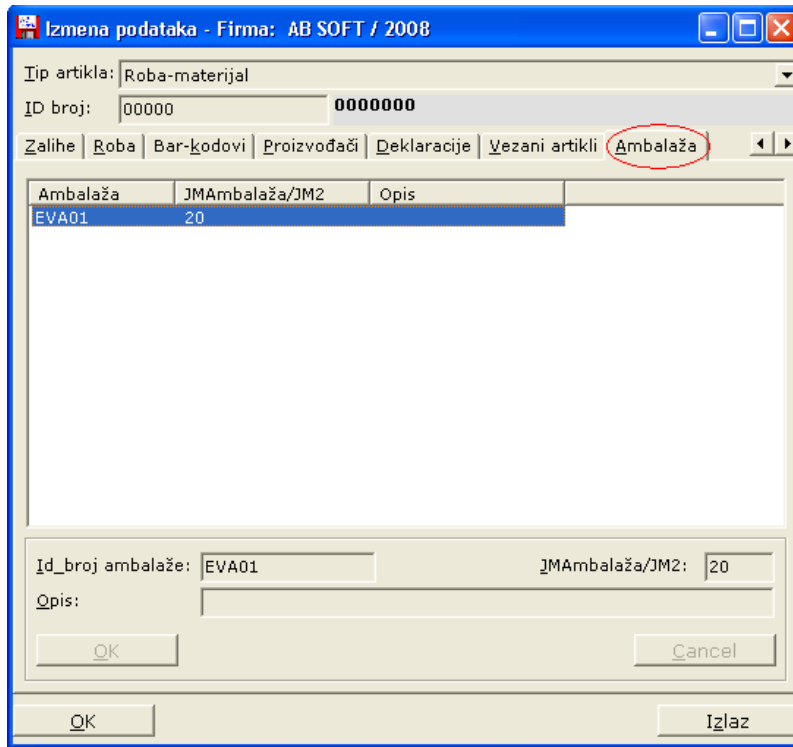 Izmena podataka - Firma: AB SOFT / 2008
Tip artikla: Roba-materijal
ID broj: 00000 0000000
Zalihe Roba Bar-kodovi Proizvođači Deklaracije Vezani artikli Ambalaža
Ambalaža JMAmbalaža/JM2 Opis
EVA01 20
Id_broj ambalaže: EVA01 JMAmbalaža/JM2: 20
Opis:
OK Cancel
OK Izlaz